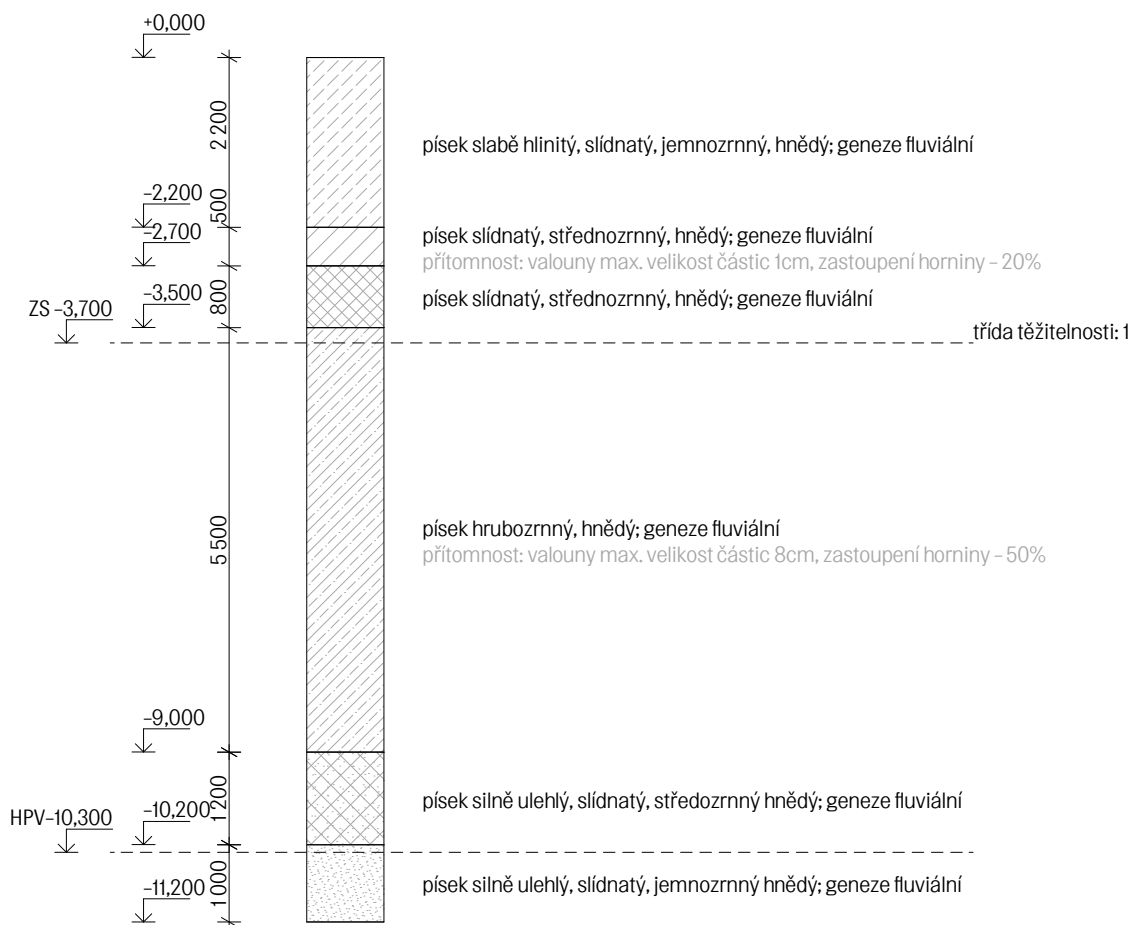 +0,000
2 200
písek slabě hlinitý, slídnatý, jemnozrnný, hnědý; geneze fluviální
-2,200
500
-2,700
písek slídnatý, střednozrnný, hnědý; geneze fluviální
přítomnost: valouny max. velikost částic 1cm, zastoupení horniny - 20%
-3,500
800
písek slídnatý, střednozrnný, hnědý; geneze fluviální
ZS -3,700
třída těžitelnosti: 1
5 500
písek hrubozrnný, hnědý; geneze fluviální
přítomnost: valouny max. velikost částic 8cm, zastoupení horniny - 50%
-9,000
1 200
písek silně ulehlý, slídnatý, středozrnný hnědý; geneze fluviální
-10,200
HPV-10,300
-11,200
1 000
písek silně ulehlý, slídnatý, jemnozrnný hnědý; geneze fluviální